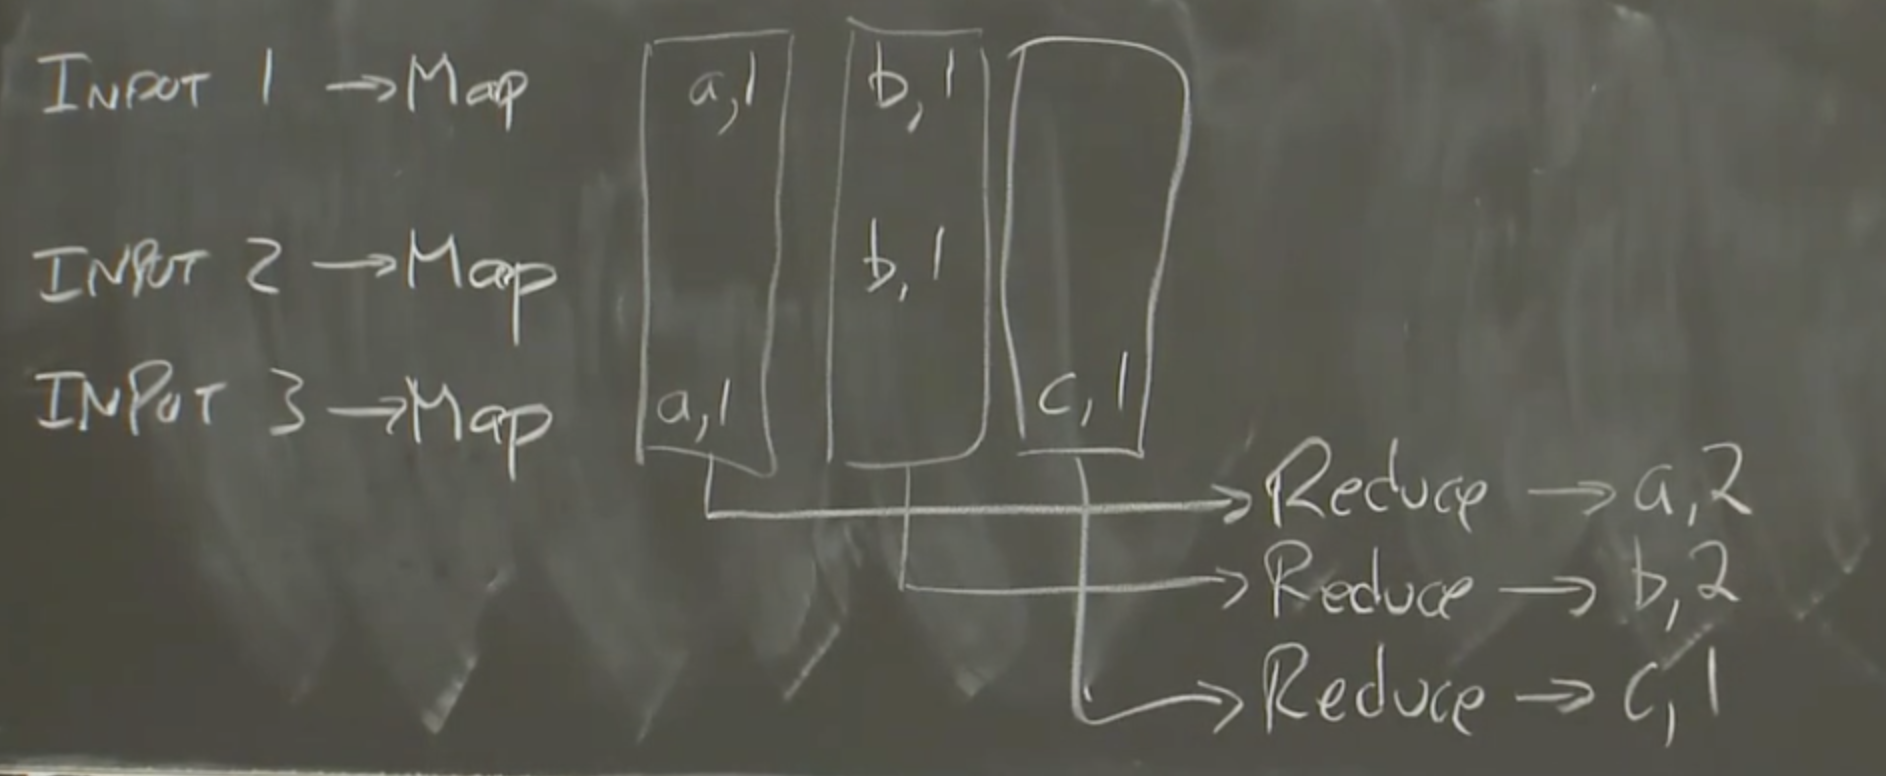 INPUT 1 → Map a,1 b,1
INPUT 2 → Map b,1
INPUT 3 → Map a,1 c,1
Reduce → a,2
Reduce → b,2
Reduce → c,1